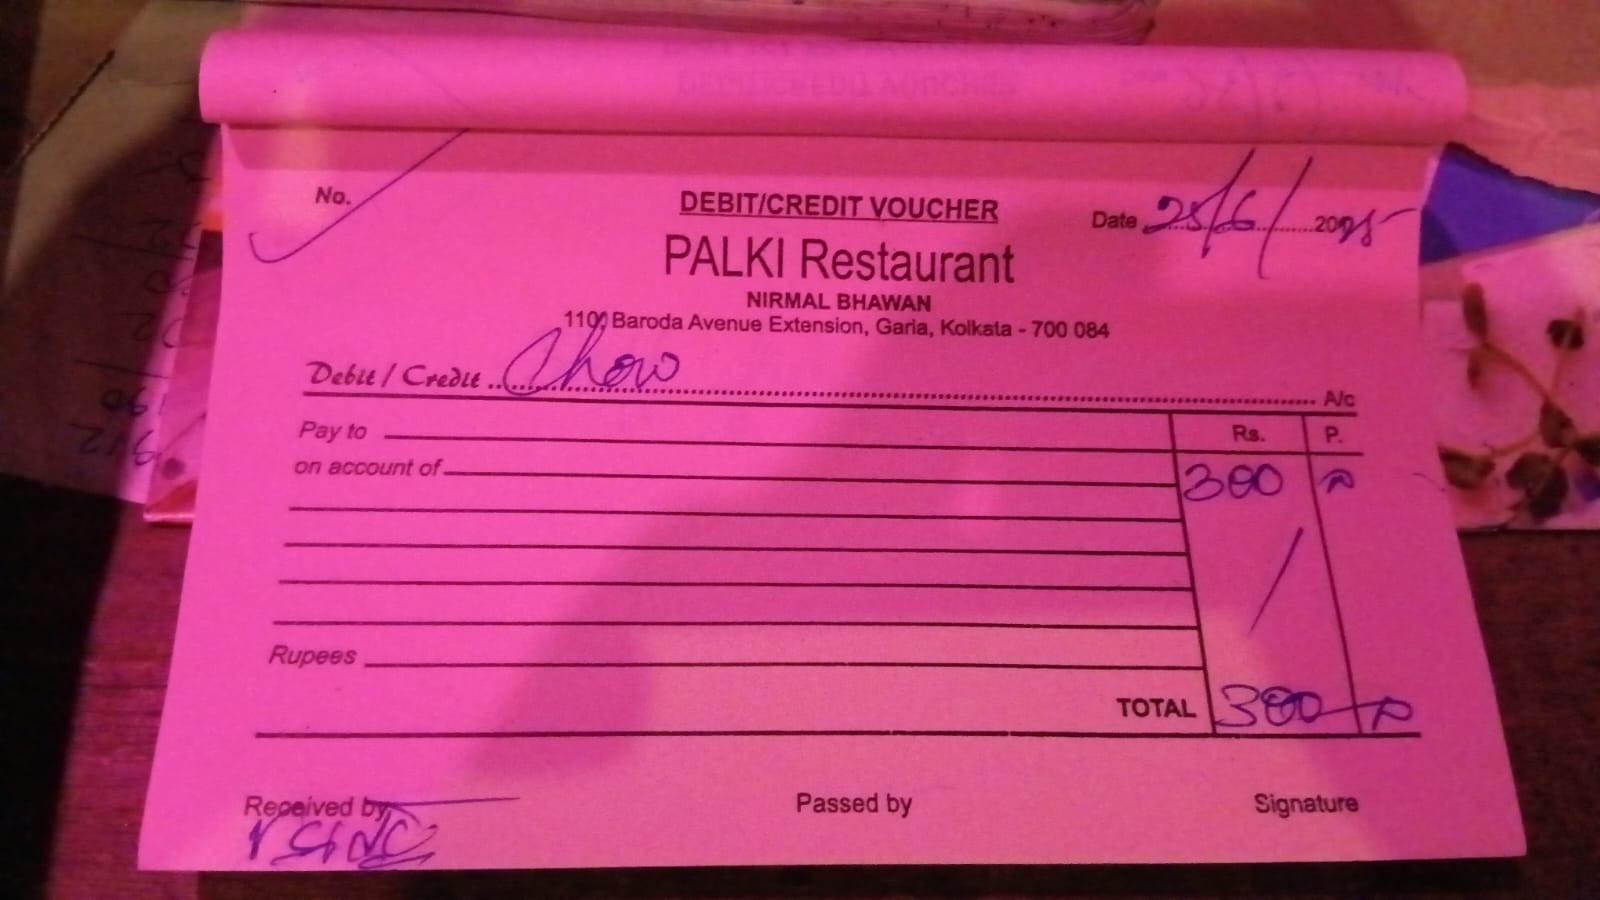 No.
DEBIT/CREDIT VOUCHER
Date 25/6/2025
PALKI Restaurant
NIRMAL BHAWAN
1100 Baroda Avenue Extension, Garia, Kolkata - 700 084
Debit / Credit Chow A/c
Pay to Rs. P.
on account of 300
Rupees
TOTAL 300
Received by Passed by Signature